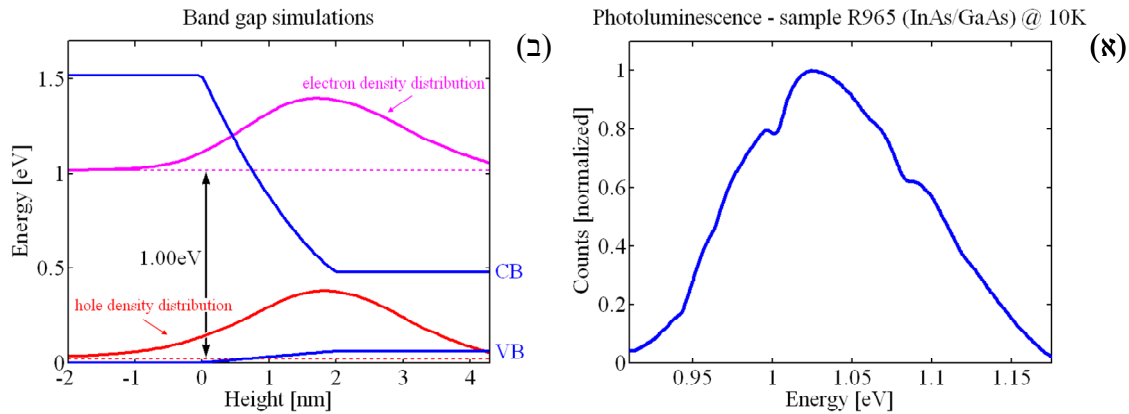 Band gap simulations
(ב)
1.5
1
0.5
0
Energy [eV]
electron density distribution
1.00eV
hole density distribution
CB
VB
-2
-1
0
1
2
3
4
Height [nm]
Photoluminescence - sample R965 (InAs/GaAs) @ 10K
(א)
1
0.8
0.6
0.4
0.2
0
Counts [normalized]
0.95
1
1.05
1.1
1.15
Energy [eV]